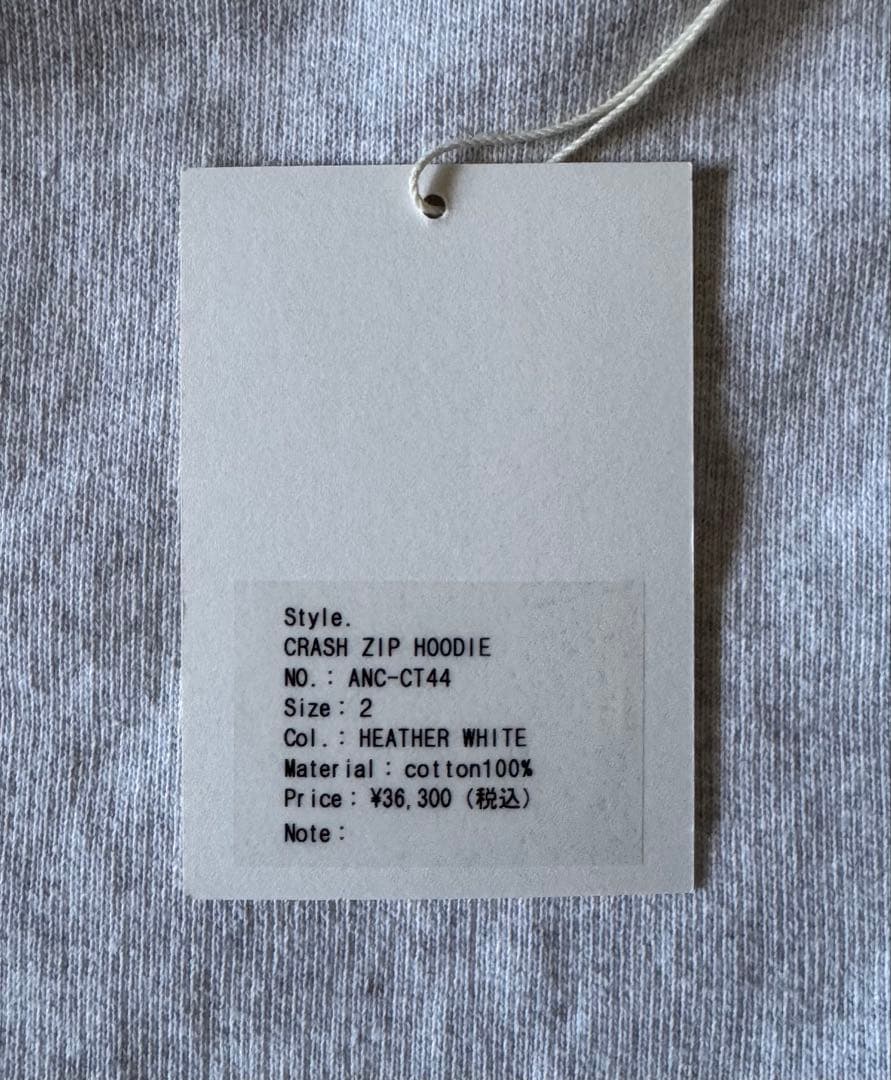 Style.
CRASH ZIP HOODIE
NO.: ANC-CT44
Size: 2
Col.: HEATHER WHITE
Material: cotton100%
Price: ¥36,300 (税込)
Note: